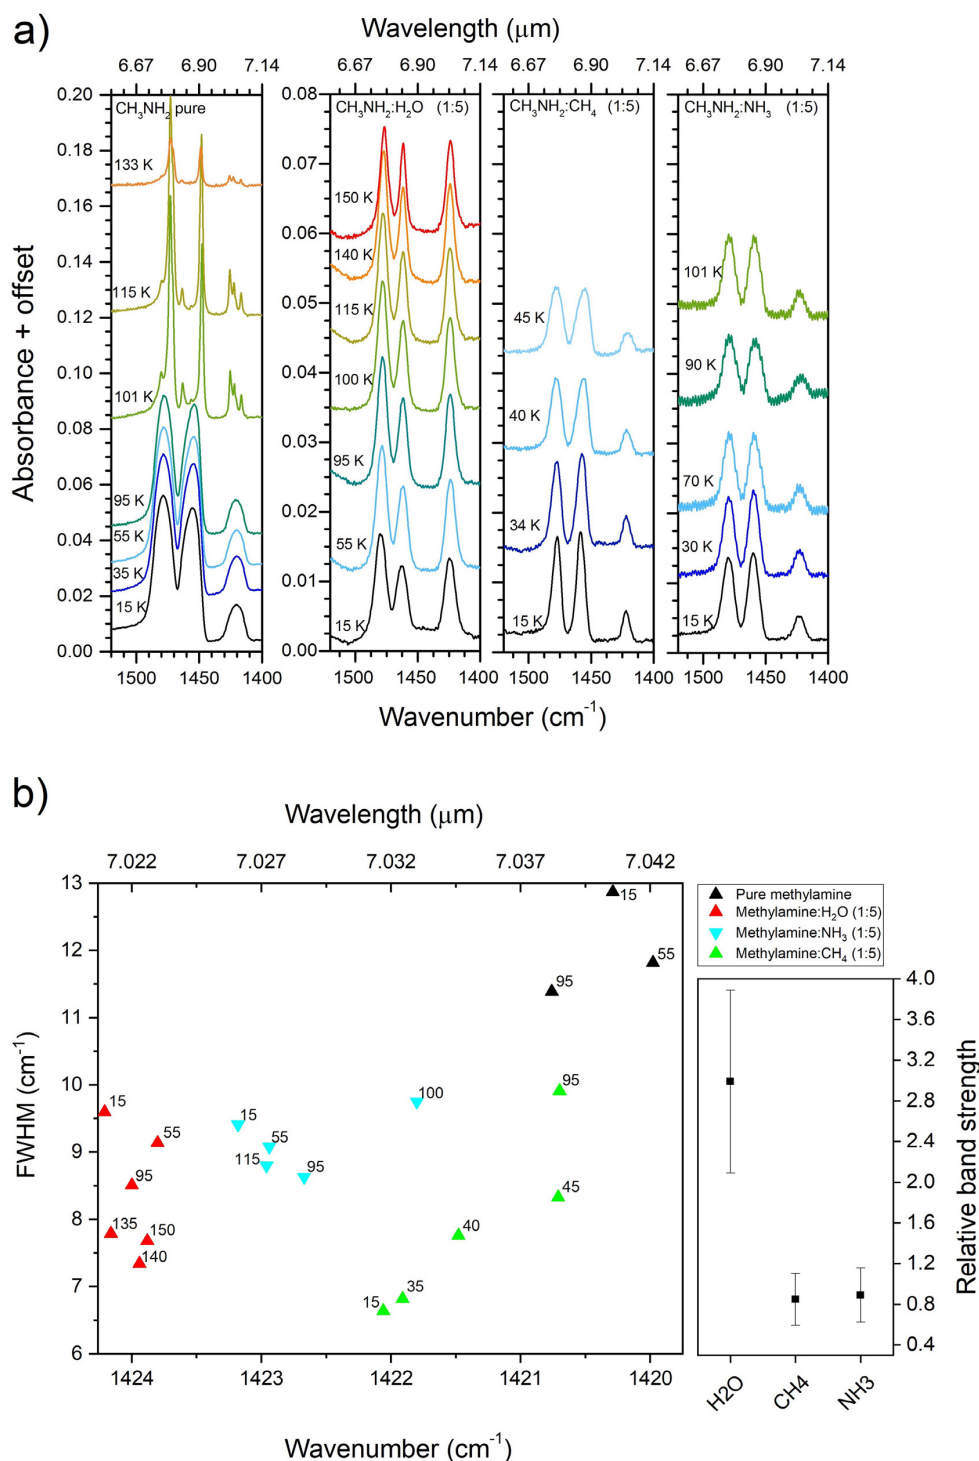 a)
Wavelength (μm)
6.67 6.90 7.14 6.67 6.90 7.14 6.67 6.90 7.14 6.67 6.90 7.14
Absorbance + offset
0.20
0.18
0.16
0.14
0.12
0.10
0.08
0.06
0.04
0.02
0.00
CH₃NH₂ pure
133 K
115 K
101 K
95 K
55 K
35 K
15 K
1500 1450 1400
0.08
0.07
0.06
0.05
0.04
0.03
0.02
0.01
0.00
CH₃NH₂:H₂O (1:5)
150 K
140 K
115 K
100 K
95 K
55 K
15 K
1500 1450 1400
CH₃NH₂:CH₄ (1:5)
45 K
40 K
34 K
15 K
1500 1450 1400
CH₃NH₂:NH₃ (1:5)
101 K
90 K
70 K
30 K
15 K
1500 1450 1400
Wavenumber (cm⁻¹)
b)
Wavelength (μm)
7.022 7.027 7.032 7.038 7.042
FWHM (cm⁻¹)
13
12
11
10
9
8
7
6
15
55
95
95
15
55
95
135
150
140
15
55
115
95
100
45
40
35
15
1424 1423 1422 1421 1420
Wavenumber (cm⁻¹)
Pure methylamine
Methylamine:H₂O (1:5)
Methylamine:NH₃ (1:5)
Methylamine:CH₄ (1:5)
4.0
3.6
3.2
2.8
2.4
2.0
1.6
1.2
0.8
0.4
Relative band strength
H2O
CH4
NH3